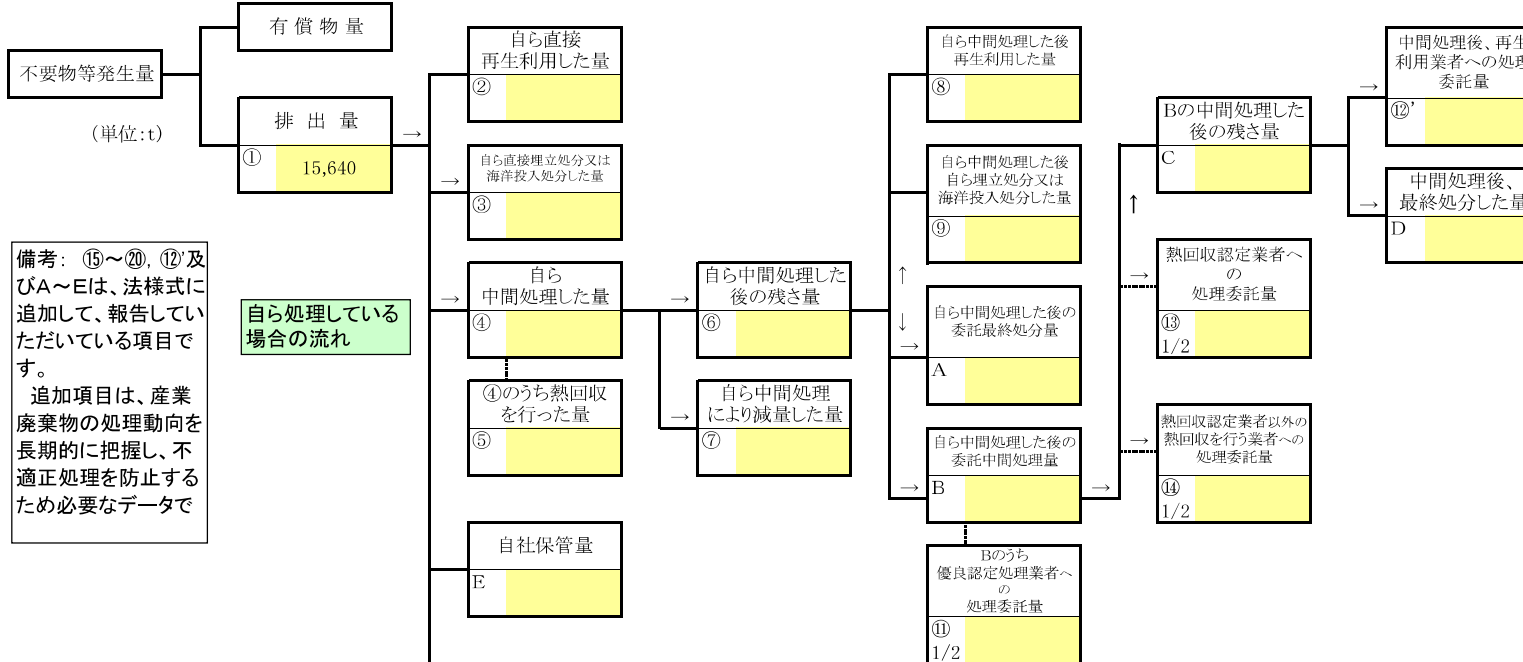 有 償 物 量
不要物等発生量
(単位:t)
排 出 量
→
①
15,640
備考: ⑮～⑳, ⑫'及
びA～Eは、法様式に
追加して、報告してい
ただいている項目で
す。
追加項目は、産業
廃棄物の処理動向を
長期的に把握し、不
適正処理を防止する
ため必要なデータで
自ら処理している
場合の流れ
自ら直接
再生利用した量
②
→
自ら直接埋立処分又は
海洋投入処分した量
③
→
自ら
中間処理した量
④
④のうち熱回収
を行った量
⑤
自社保管量
E
→
自ら中間処理した
後の残さ量
⑥
→
自ら中間処理
により減量した量
⑦
自ら中間処理した後
再生利用した量
⑧
自ら中間処理した後
自ら埋立処分又は
海洋投入処分した量
⑨
↑
↓
→
自ら中間処理した後の
委託最終処分量
A
→
自ら中間処理した後の
委託中間処理量
B
→
Bのうち
優良認定処理業者へ
の
処理委託量
⑪
1/2
Bの中間処理した
後の残さ量
C
↑
→
熱回収認定業者へ
の
処理委託量
⑬
1/2
→
熱回収認定業者以外の
熱回収を行う業者への
処理委託量
⑭
1/2
→
中間処理後、再生
利用業者への処理
委託量
⑫'
→
中間処理後、
最終処分した量
D